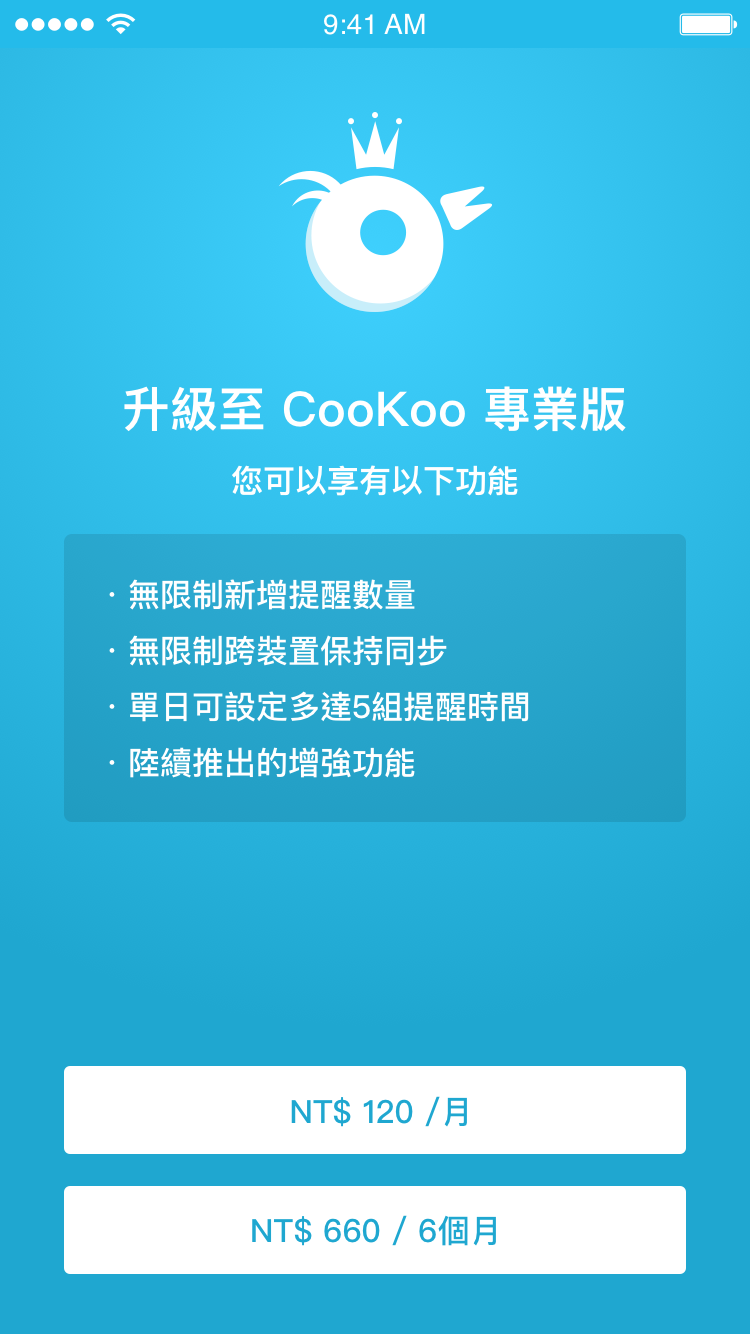 9:41 AM
升級至 CooKoo 專業版
您可以享有以下功能
· 無限制新增提醒數量
· 無限制跨裝置保持同步
· 單日可設定多達5組提醒時間
· 陸續推出的增強功能
NT$ 120 /月
NT$ 660 / 6個月